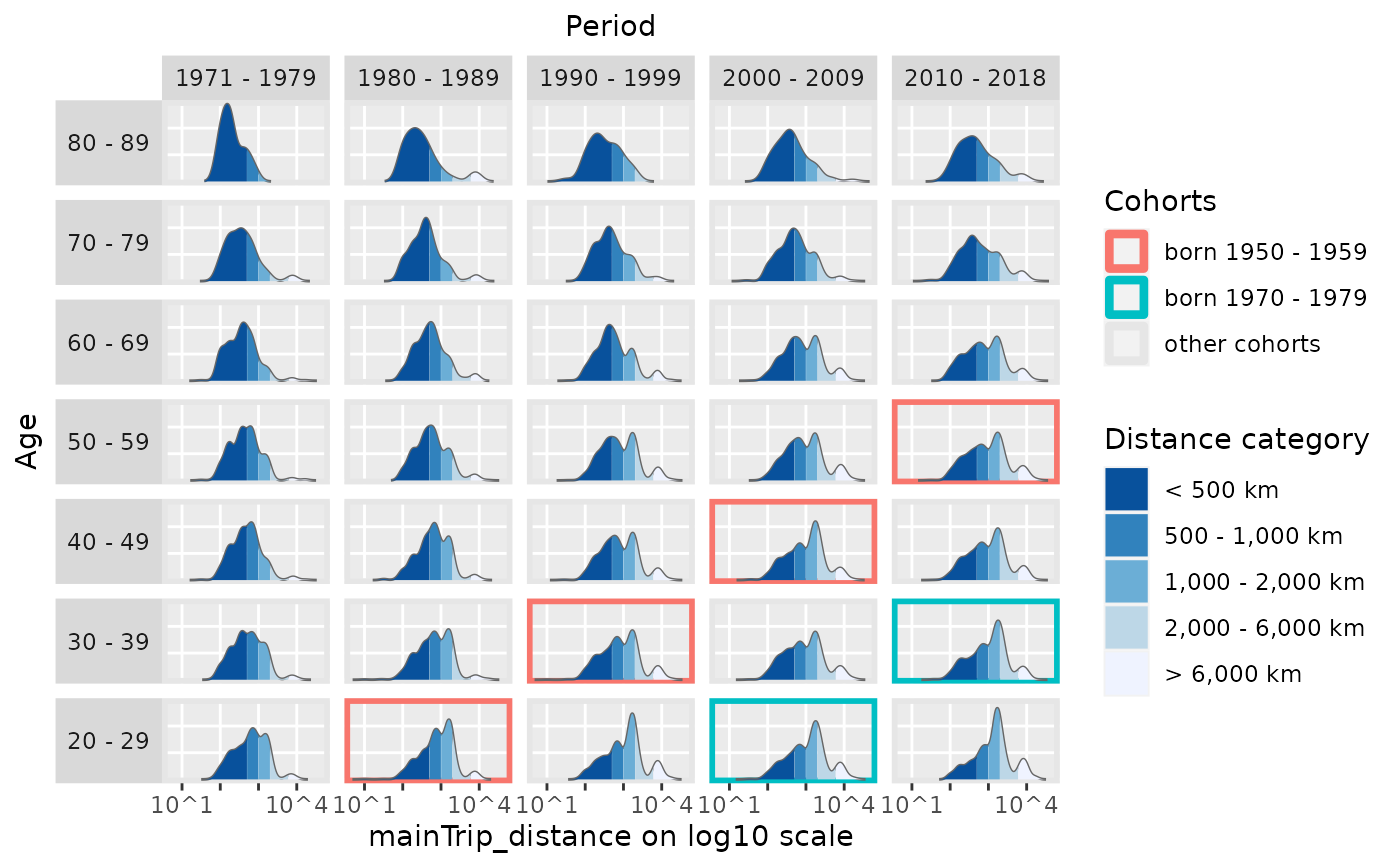 Period
1971 - 1979 1980 - 1989 1990 - 1999 2000 - 2009 2010 - 2018
80 - 89
70 - 79
60 - 69
50 - 59
40 - 49
30 - 39
20 - 29
Age
10^1 10^4 10^1 10^4 10^1 10^4 10^1 10^4 10^1 10^4
mainTrip_distance on log10 scale
Cohorts
born 1950 - 1959
born 1970 - 1979
other cohorts
Distance category
< 500 km
500 - 1,000 km
1,000 - 2,000 km
2,000 - 6,000 km
> 6,000 km